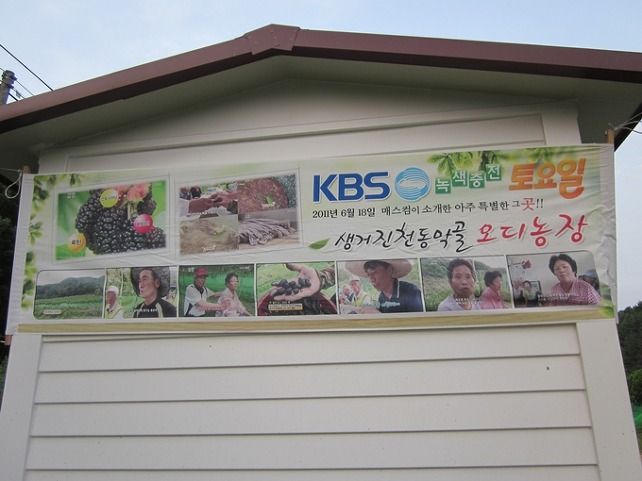 KBS 녹색충전 토요일
2011년 6월 18일 매스컴이 소개한 아주 특별한 그곳!!
생거진천동악골 오디농장